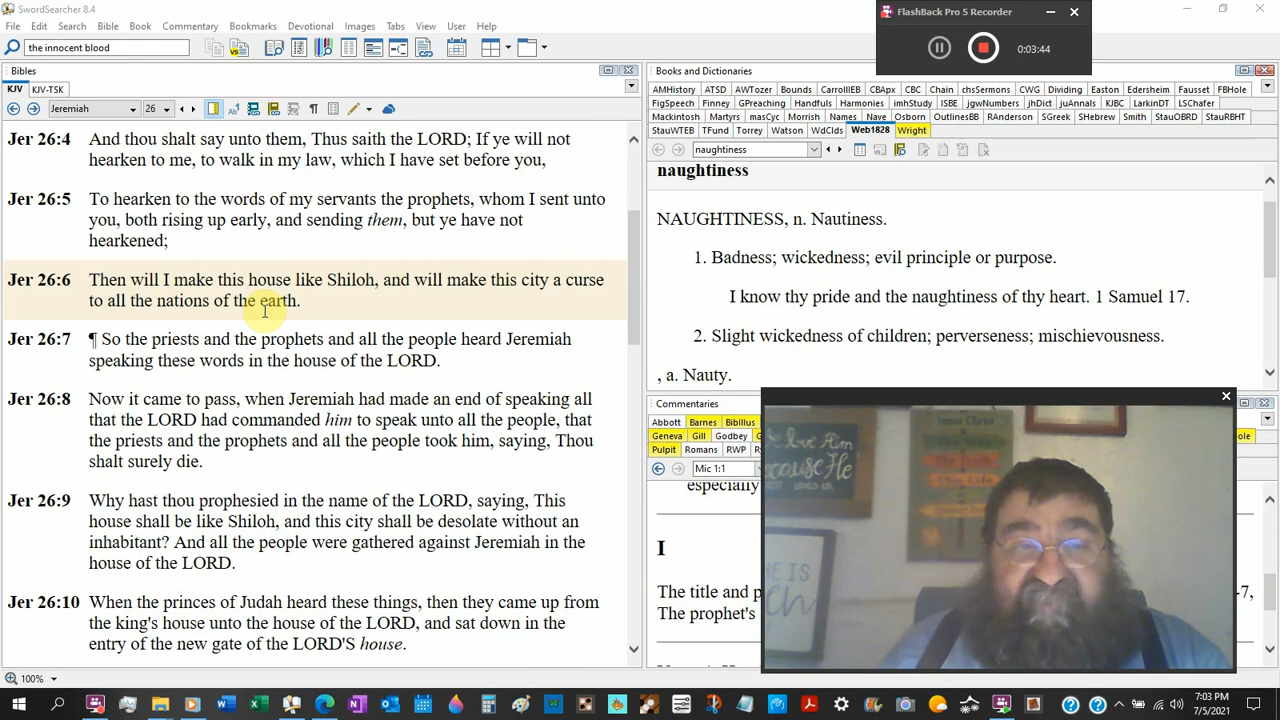 SwordSearcher 8.4
File Edit Search Bible Book Commentary Bookmarks Devotional Images Tabs View User Help
the innocent blood
VS
FlashBack Pro 5 Recorder
0:03:44
Bibles
KJV KJV-TSK
Jeremiah 26
Jer 26:4 And thou shalt say unto them, Thus saith the LORD; If ye will not
hearken to me, to walk in my law, which I have set before you,
Jer 26:5 To hearken to the words of my servants the prophets, whom I sent unto
you, both rising up early, and sending them, but ye have not
hearkened;
Jer 26:6 Then will I make this house like Shiloh, and will make this city a curse
to all the nations of the earth.
Jer 26:7 ¶ So the priests and the prophets and all the people heard Jeremiah
speaking these words in the house of the LORD.
Jer 26:8 Now it came to pass, when Jeremiah had made an end of speaking all
that the LORD had commanded him to speak unto all the people, that
the priests and the prophets and all the people took him, saying, Thou
shalt surely die.
Jer 26:9 Why hast thou prophesied in the name of the LORD, saying, This
house shall be like Shiloh, and this city shall be desolate without an
inhabitant? And all the people were gathered against Jeremiah in the
house of the LORD.
Jer 26:10 When the princes of Judah heard these things, then they came up from
the king's house unto the house of the LORD, and sat down in the
entry of the new gate of the LORD'S house.
100%
Books and Dictionaries
AMHistory ATSD AWTozer Bounds CarrollEIB CBApx CBC Church chsSermons CWG Dividing Easton Edersheim Fausset FBHole
FigSpeech Finney GPreaching Handfuls Harmonies imhStudy ISBE jgwNumbers jhDict juAnnals KJBC LarkinDT LSChafer
Mackinnon Martyrs masCyc Morrish Names Nave Osborn OutlinesBB RAnderson SGreek SHebrew Smith StauOBRD StauRBHT
StauWTEB TFund Torrey Watson WdClds Web1828 Wright
naughtiness
naughtiness
NAUGHTINESS, n. Nautiness.
1. Badness; wickedness; evil principle or purpose.
I know thy pride and the naughtiness of thy heart. 1 Samuel 17.
2. Slight wickedness of children; perverseness; mischievousness.
, a. Nauty.
Commentaries
Abbott Barnes BibIllus
Geneva Gill Godbey
Pulpit Romans RWP
Mic 1:1
especially
I
The title and p
The prophet's
-7,
We love Him
because He
Jesus Christ
7:03 PM
7/5/2021